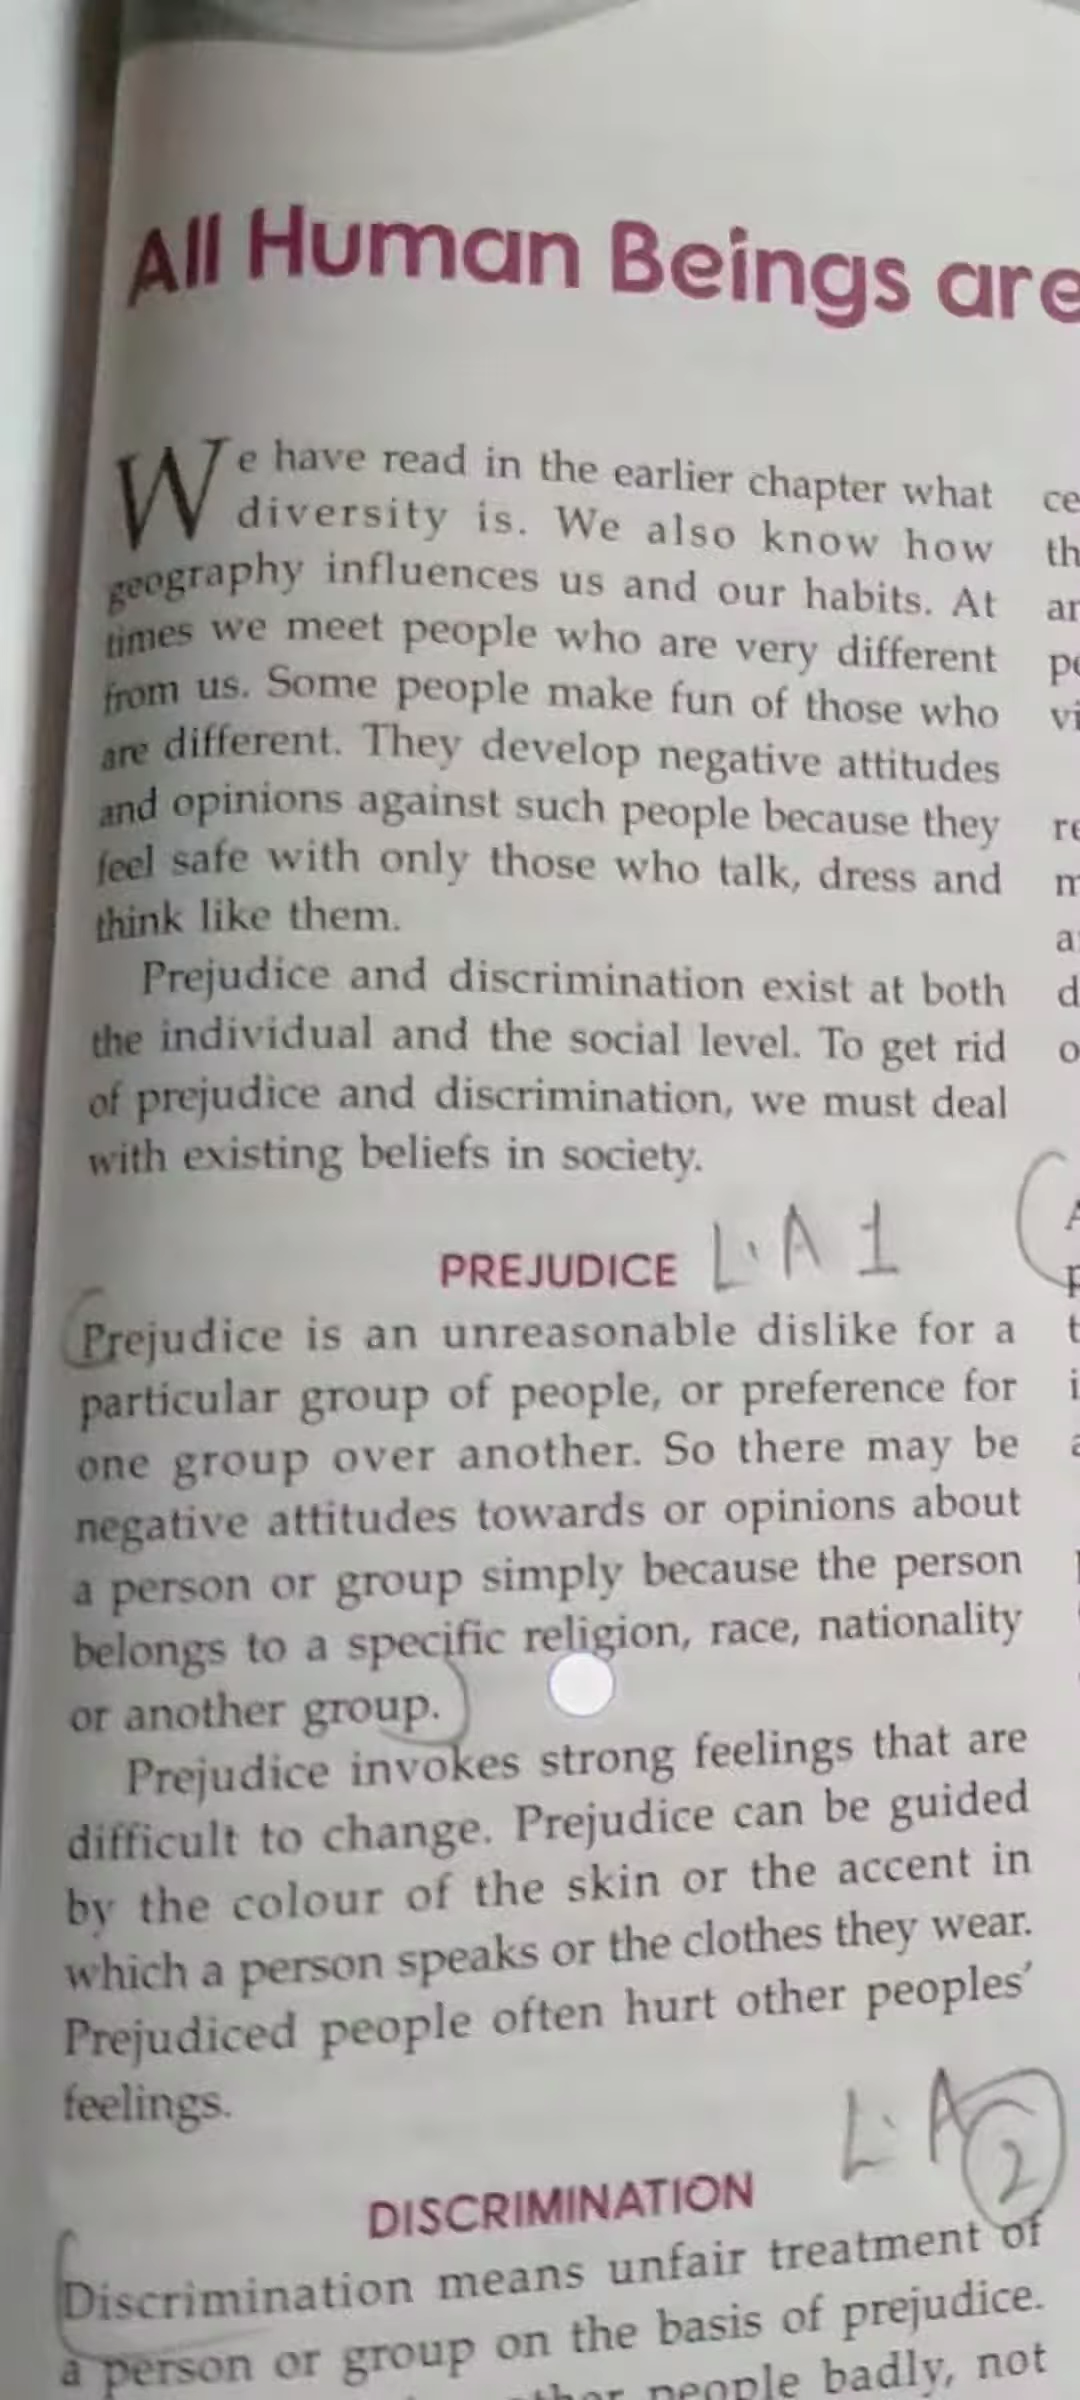 All Human Beings are
We have read in the earlier chapter what
diversity is. We also know how
geography influences us and our habits. At
times we meet people who are very different
from us. Some people make fun of those who
are different. They develop negative attitudes
and opinions against such people because they
feel safe with only those who talk, dress and
think like them.
Prejudice and discrimination exist at both
the individual and the social level. To get rid
of prejudice and discrimination, we must deal
with existing beliefs in society.
PREJUDICE L.A 1
Prejudice is an unreasonable dislike for a
particular group of people, or preference for
one group over another. So there may be
negative attitudes towards or opinions about
a person or group simply because the person
belongs to a specific religion, race, nationality
or another group.
Prejudice invokes strong feelings that are
difficult to change. Prejudice can be guided
by the colour of the skin or the accent in
which a person speaks or the clothes they wear.
Prejudiced people often hurt other peoples'
feelings.
L.A 2
DISCRIMINATION
Discrimination means unfair treatment of
a person or group on the basis of prejudice.
people badly, not